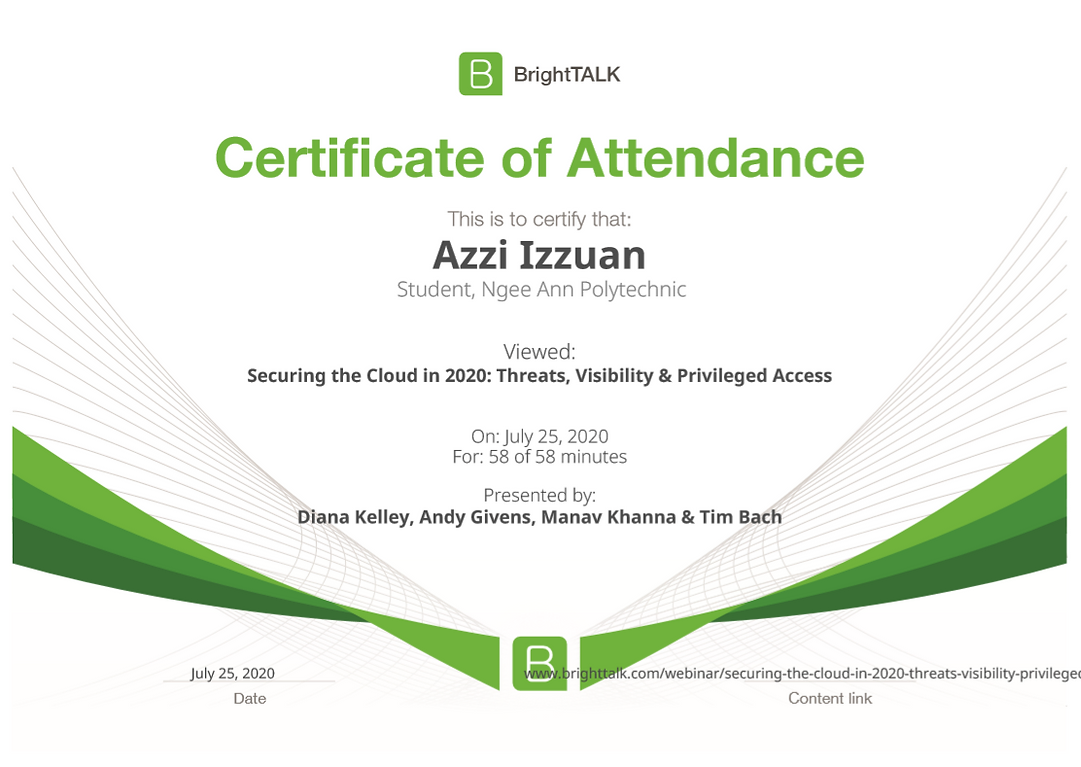 B BrightTALK
Certificate of Attendance
This is to certify that:
Azzi Izzuan
Student, Ngee Ann Polytechnic
Viewed:
Securing the Cloud in 2020: Threats, Visibility & Privileged Access
On: July 25, 2020
For: 58 of 58 minutes
Presented by:
Diana Kelley, Andy Givens, Manav Khanna & Tim Bach
B
July 25, 2020
www.brighttalk.com/webinar/securing-the-cloud-in-2020-threats-visibility-privileged
Date
Content link